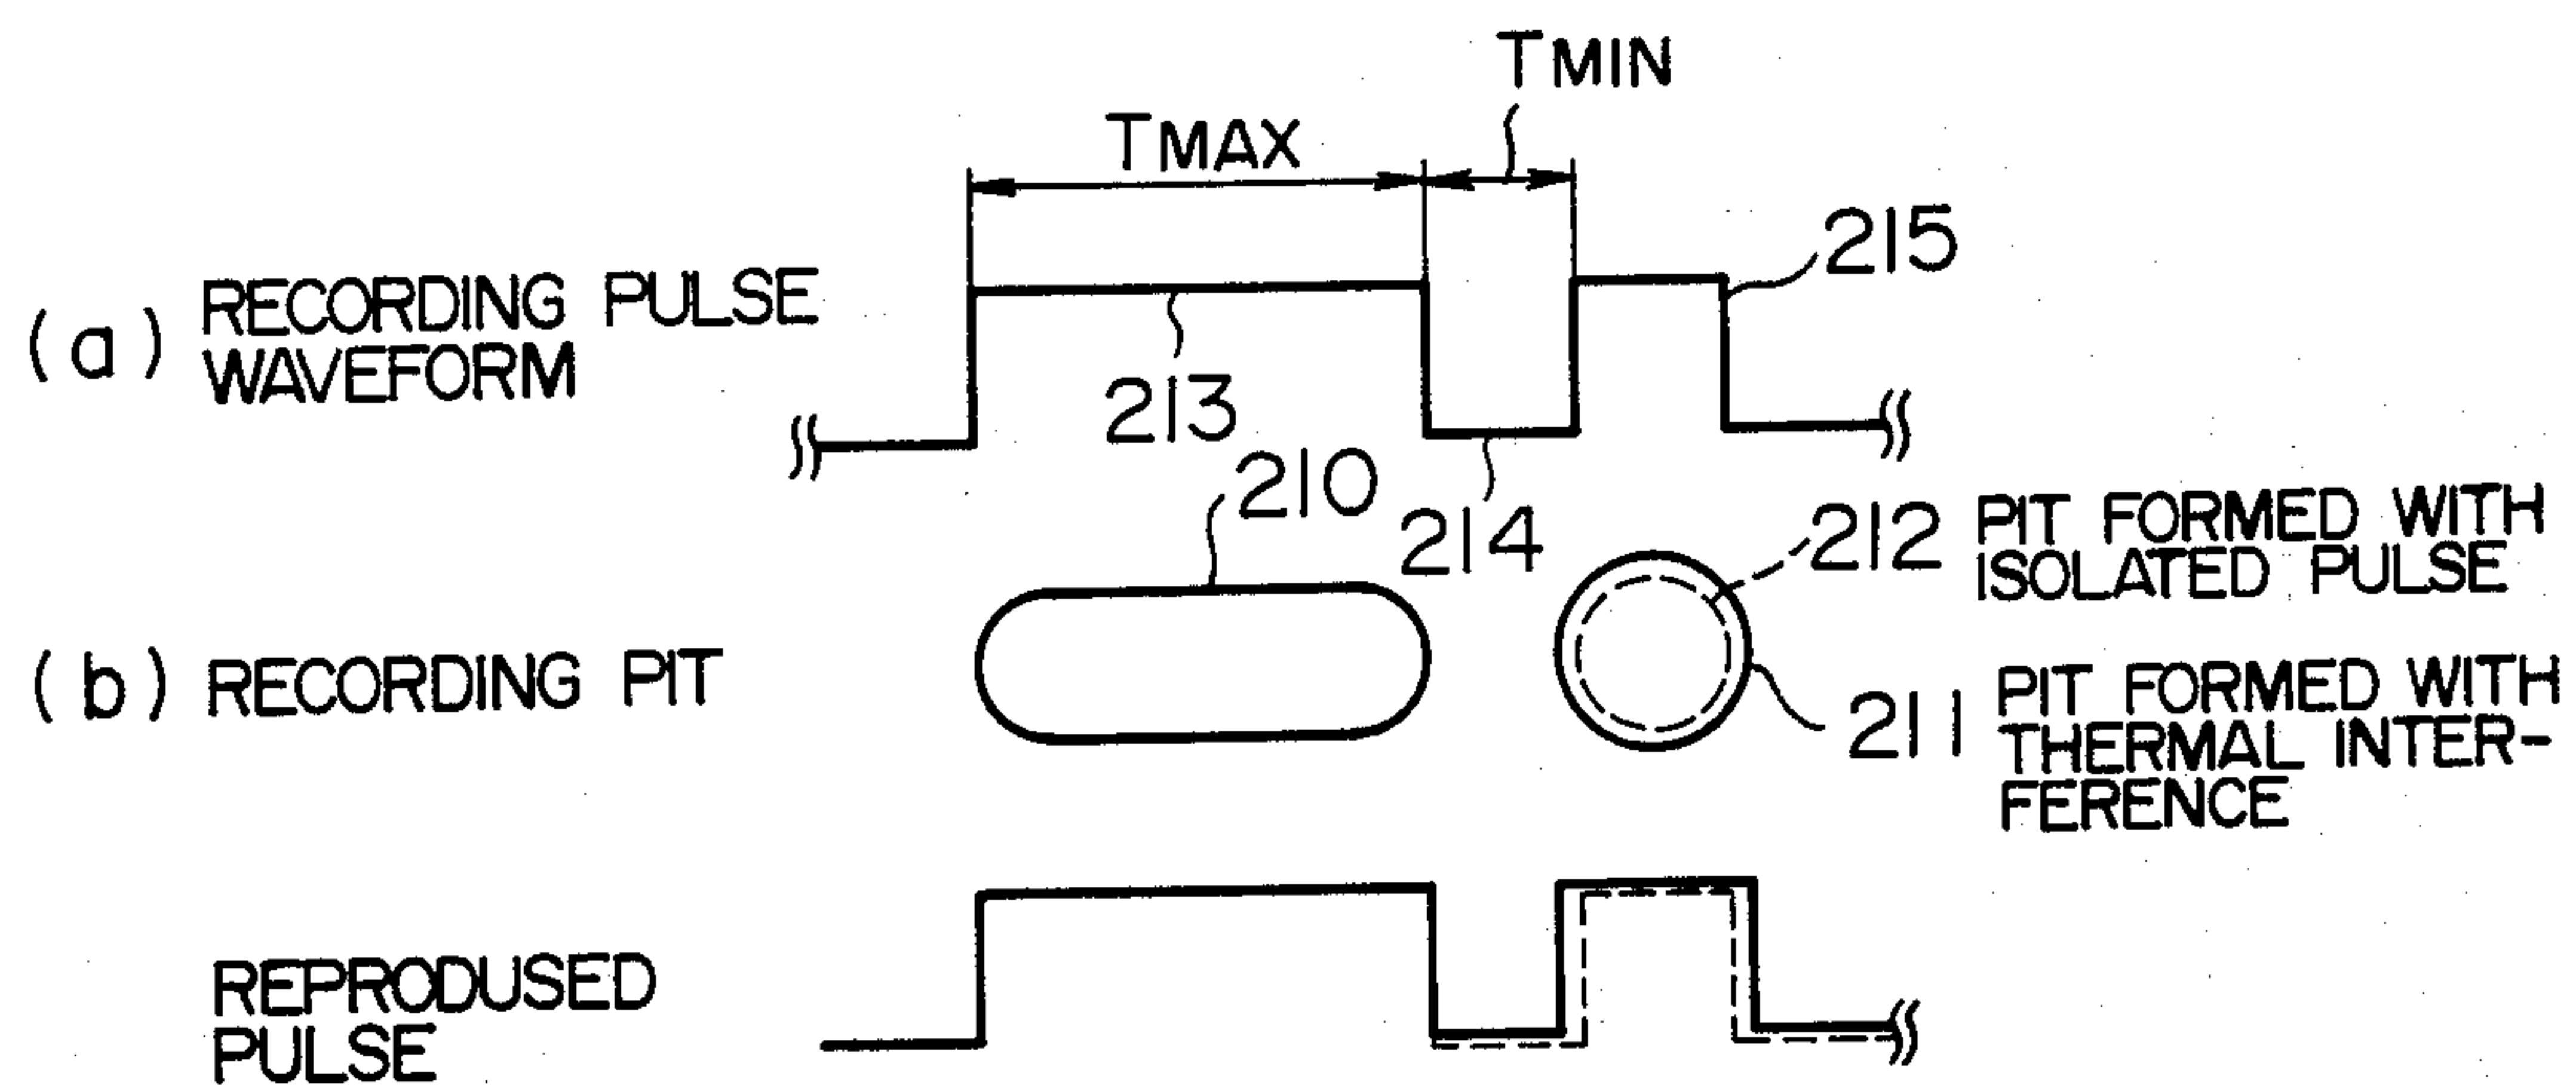 TMIN
TMAX
215
(a) RECORDING PULSE
WAVEFORM
213
210
214
212 PIT FORMED WITH
ISOLATED PULSE
(b) RECORDING PIT
211 PIT FORMED WITH
THERMAL INTER-
FERENCE
REPRODUSED
PULSE